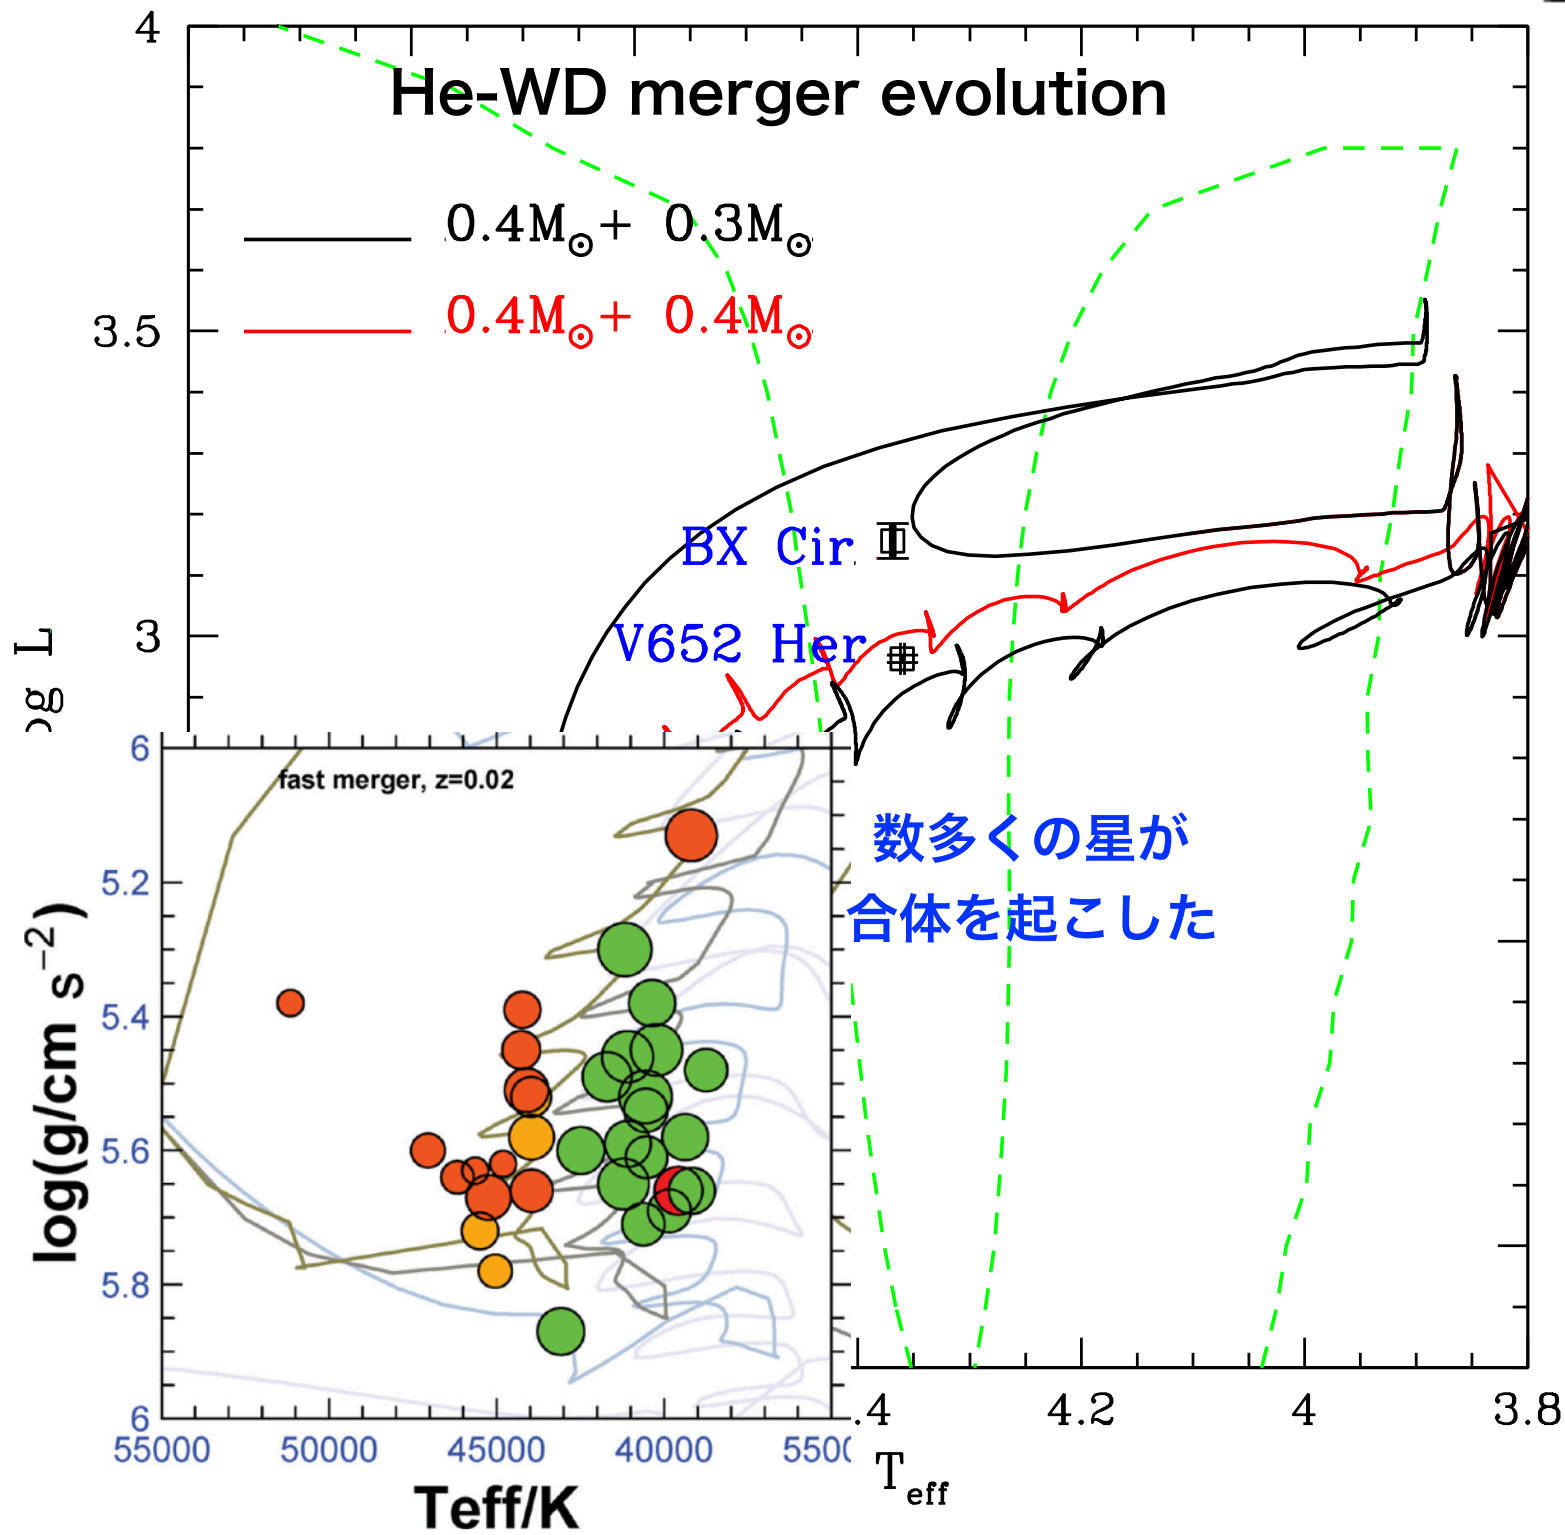 4
He-WD merger evolution
0.4M⊙+ 0.3M⊙
0.4M⊙+ 0.4M⊙
3.5
BX Cir.
V652 Her
3
og L
6
fast merger, z=0.02
数多くの星が
合体を起こした
5.2
5.4
5.6
5.8
6
log(g/cm s⁻²)
55000 50000 45000 40000 5500
Teff/K
.4 4.2 4 3.8
Teff